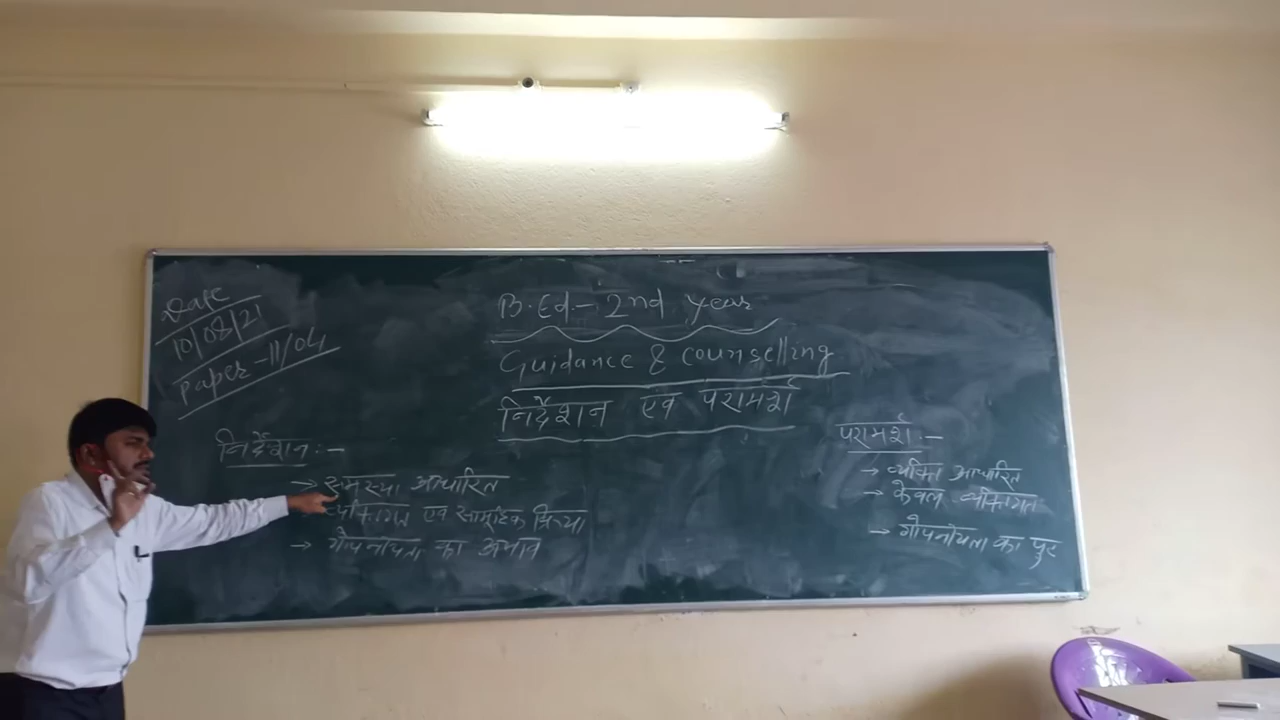 Date
10/08/21
Paper-11/04
B.Ed.- 2nd year
Guidance & counselling
निर्देशन एवं परामर्श
निर्देशन:-
→ समस्या आधारित
व्यक्तिगत एवं सामूहिक क्रिया
→ गोपनीयता का अभाव
परामर्श:-
→ व्यक्ति आधारित
→ केवल व्यक्तिगत
→ गोपनीयता का पुट